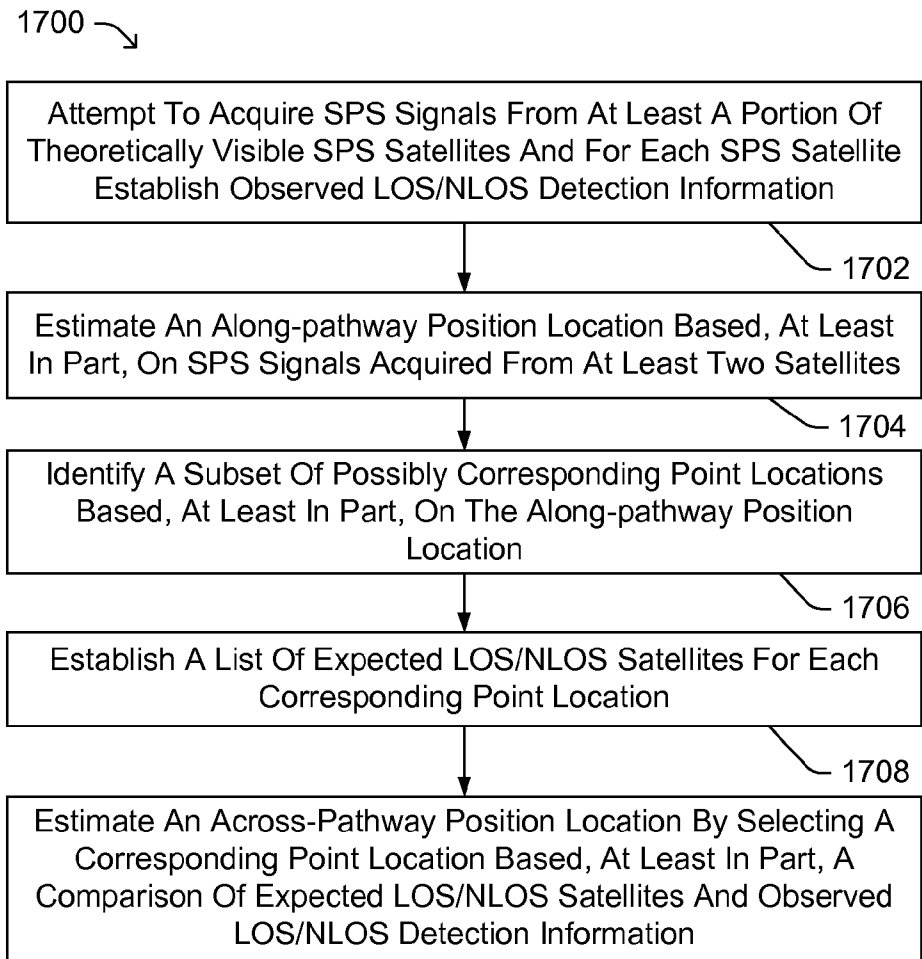 1700
Attempt To Acquire SPS Signals From At Least A Portion Of
Theoretically Visible SPS Satellites And For Each SPS Satellite
Establish Observed LOS/NLOS Detection Information
1702
Estimate An Along-pathway Position Location Based, At Least
In Part, On SPS Signals Acquired From At Least Two Satellites
1704
Identify A Subset Of Possibly Corresponding Point Locations
Based, At Least In Part, On The Along-pathway Position
Location
1706
Establish A List Of Expected LOS/NLOS Satellites For Each
Corresponding Point Location
1708
Estimate An Across-Pathway Position Location By Selecting A
Corresponding Point Location Based, At Least In Part, A
Comparison Of Expected LOS/NLOS Satellites And Observed
LOS/NLOS Detection Information